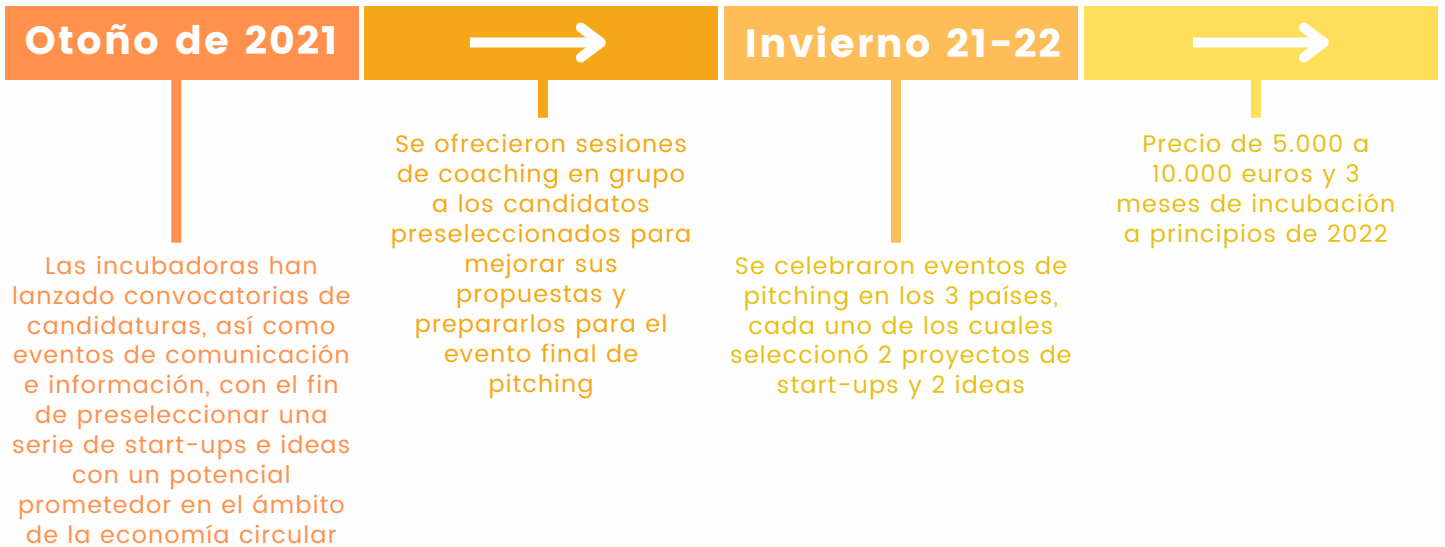 Otoño de 2021
Las incubadoras han
lanzado convocatorias de
candidaturas, así como
eventos de comunicación
e información, con el fin
de preseleccionar una
serie de start-ups e ideas
con un potencial
prometedor en el ámbito
de la economía circular
Se ofrecieron sesiones
de coaching en grupo
a los candidatos
preseleccionados para
mejorar sus
propuestas y
prepararlos para el
evento final de
pitching
Invierno 21-22
Se celebraron eventos de
pitching en los 3 países,
cada uno de los cuales
seleccionó 2 proyectos de
start-ups y 2 ideas
Precio de 5.000 a
10.000 euros y 3
meses de incubación
a principios de 2022